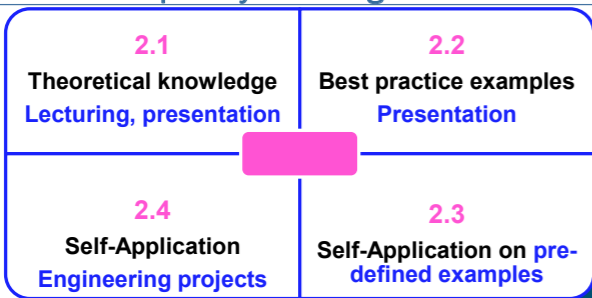 2.1
Theoretical knowledge
Lecturing, presentation
2.2
Best practice examples
Presentation
2.4
Self-Application
Engineering projects
2.3
Self-Application on pre-
defined examples